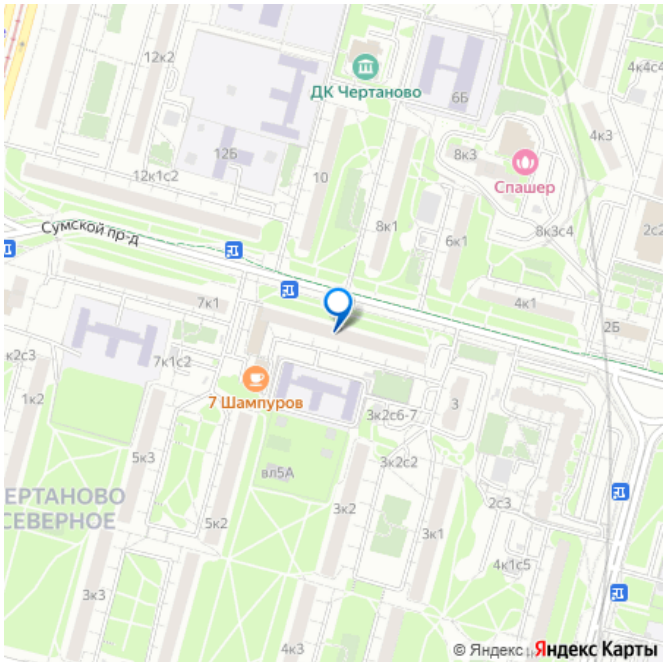 12к2
ДК Чертаново
6Б
4к4с4
4к3
12Б
8к3
Спашер
10
12к1с2
8к1
6к1
8к3с4
2с2
Сумской пр-д
7к1
4к1
2Б
к2с3
7к1с2
7 Шампуров
1к2
3к2с6-7
3
3к2с2
5к3
вл5А
ЕРТАНОВО
СЕВЕРНОЕ
5к2
3к2
3к1
2с3
4к1с5
3к3
4к3
© Яндекс
Яндекс Карты